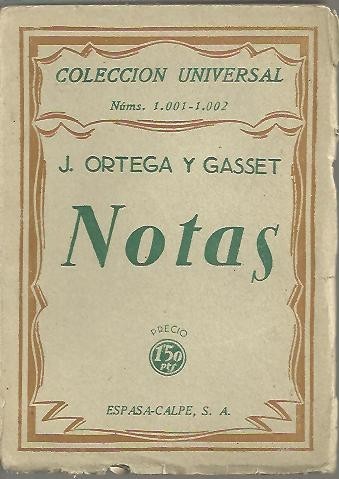 COLECCION UNIVERSAL
Núms. 1.001-1.002
J. ORTEGA Y GASSET
Notas
PRECIO
1'50
pts
ESPASA-CALPE, S. A.